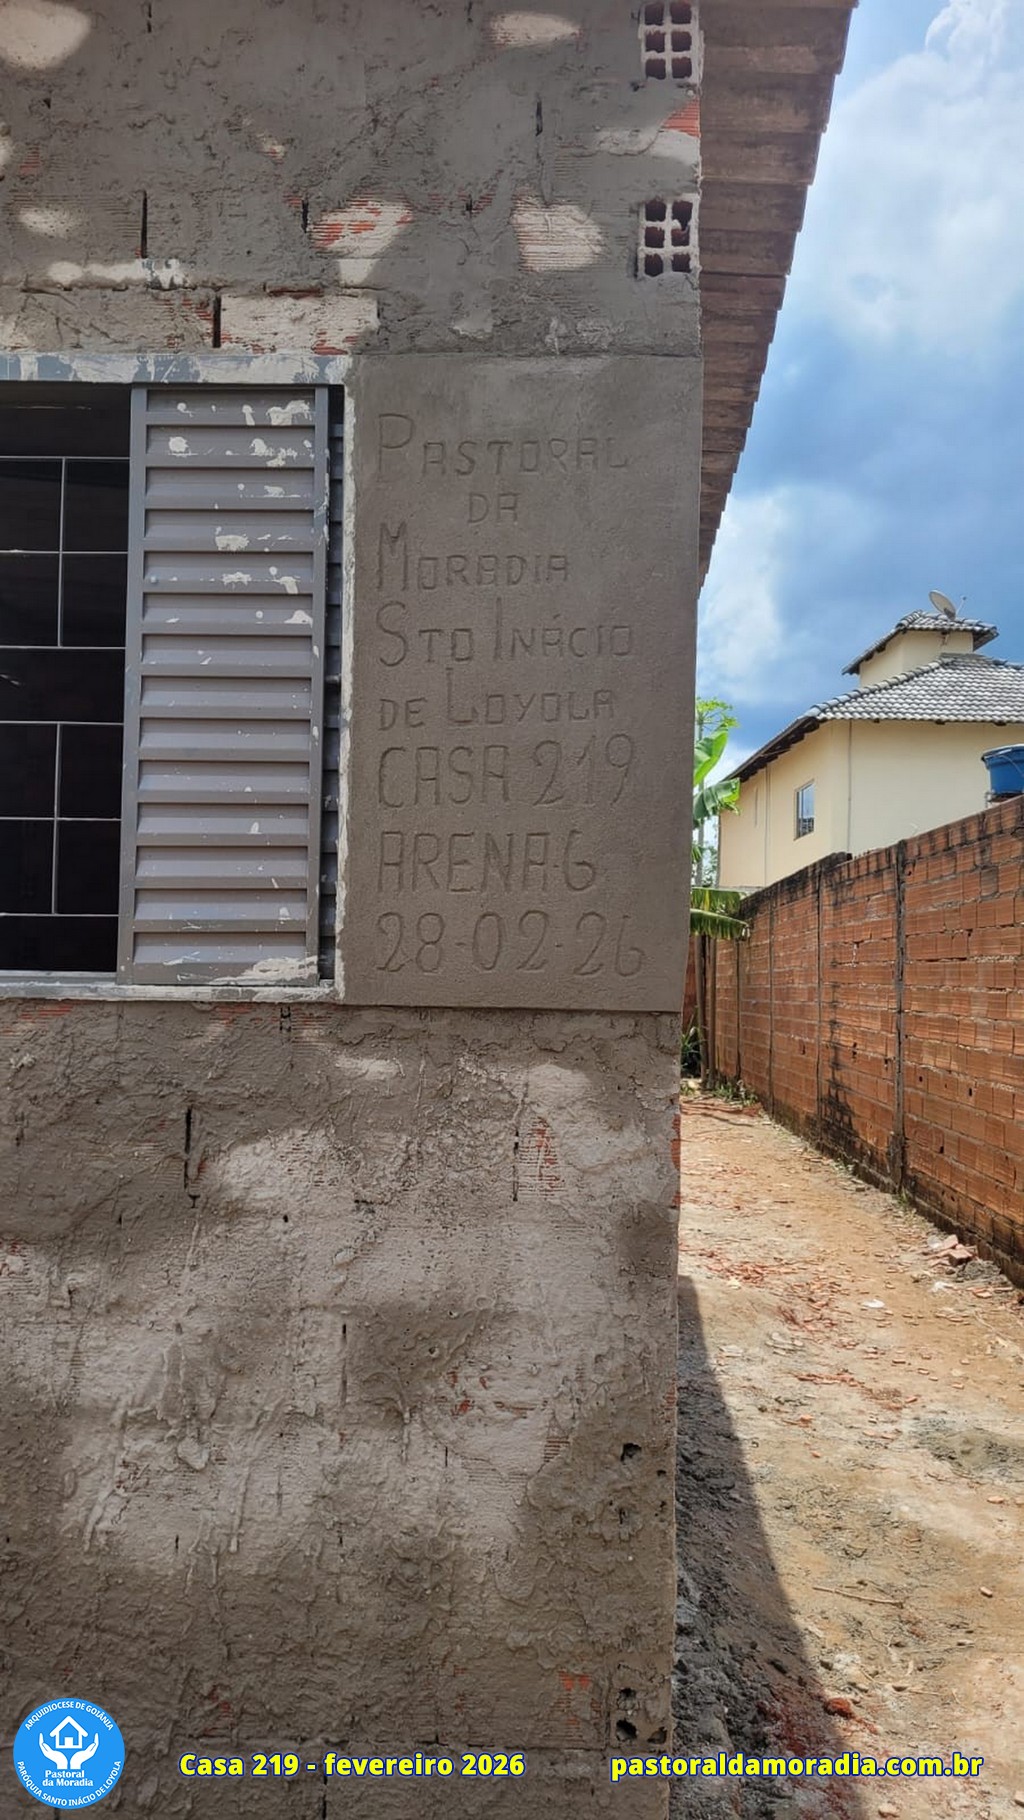 PASTORAL
DA
MORADIA
STO INÁCIO
DE LOYOLA
CASA 219
ARENA-6
28-02-26
ARQUIDIOCESE DE GOIÂNIA
Pastoral
da Moradia
PARÓQUIA SANTO INÁCIO DE LOYOLA
Casa 219 - fevereiro 2026
pastoraldamoradia.com.br